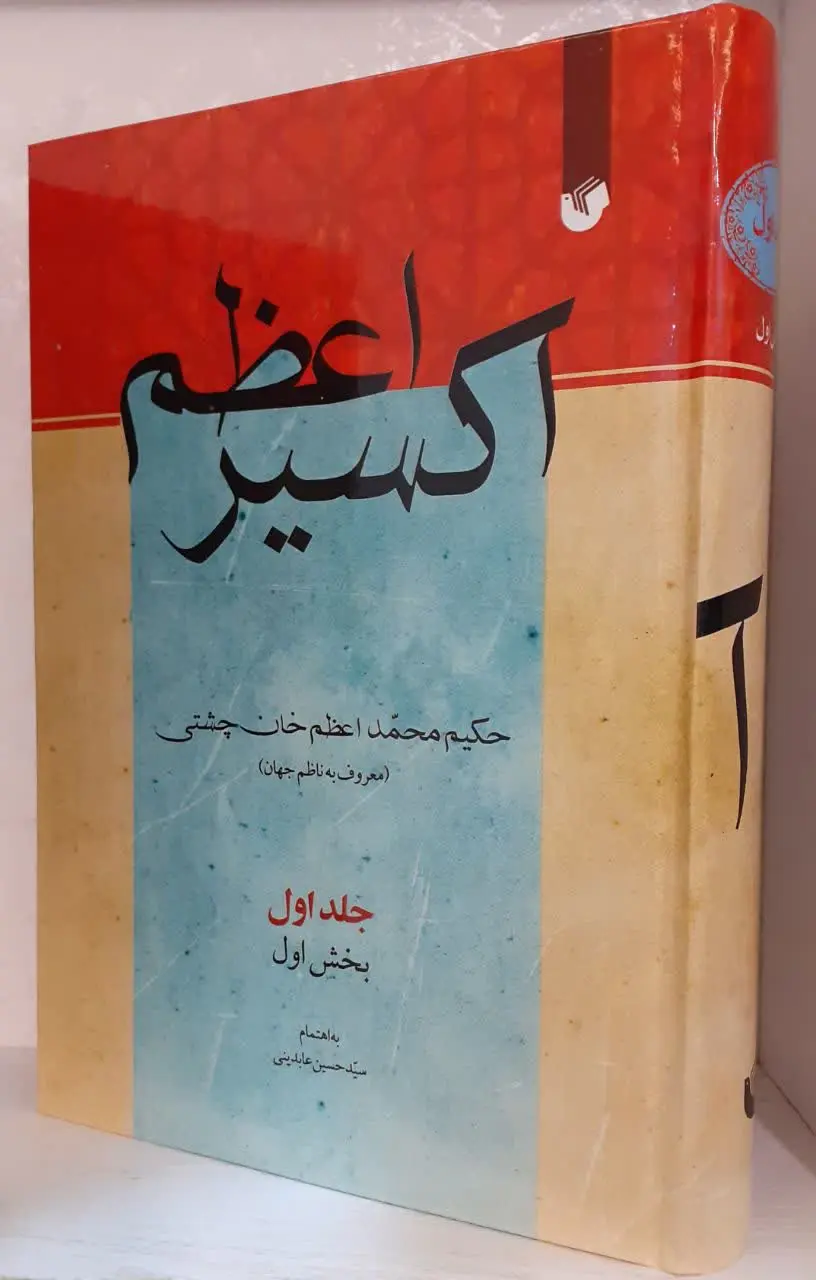 اکسیر اعظم
حکیم محمّد اعظم خان چشتی
(معروف به ناظم جهان)
جلد اول
بخش اول
به اهتمام
سیّد حسین عابدینی